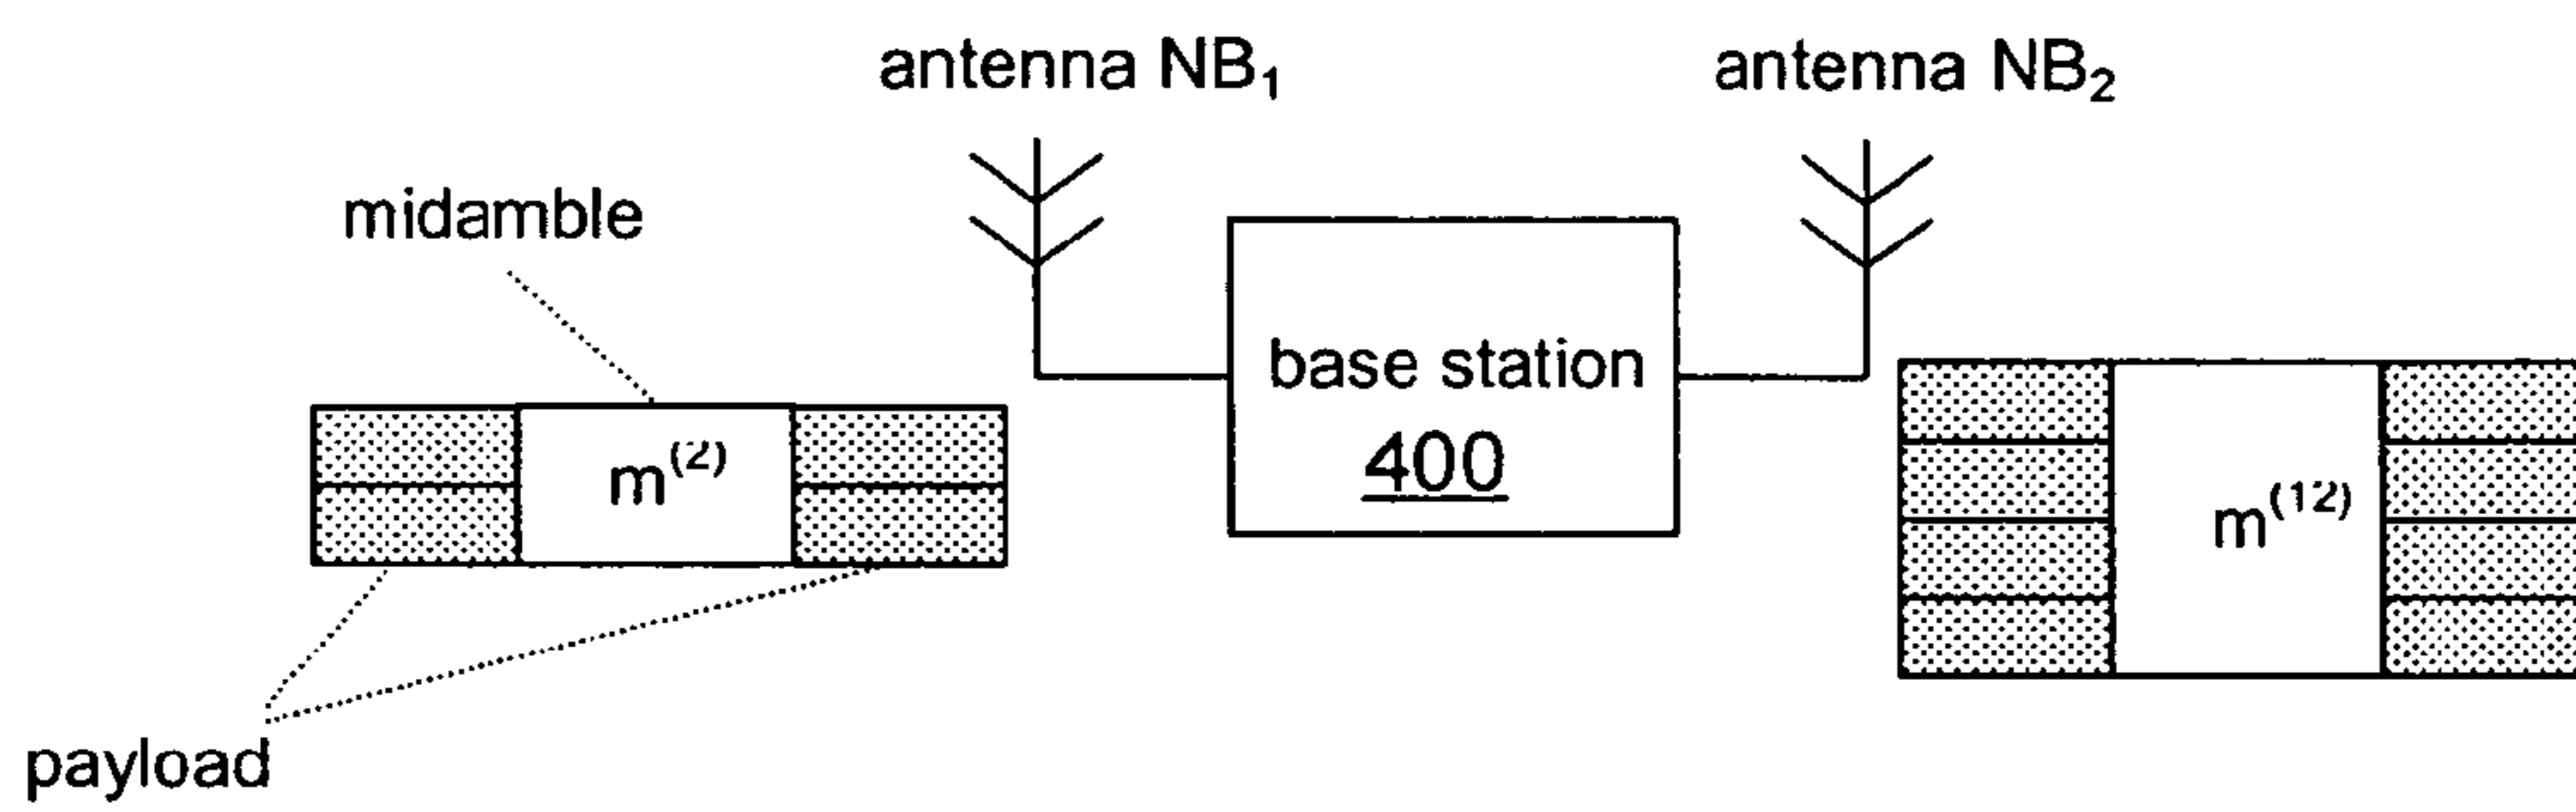 antenna NB₁
antenna NB₂
midamble
base station
400
m⁽²⁾
m⁽¹²⁾
payload